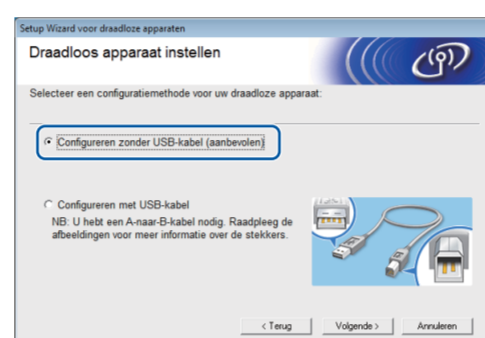 Setup Wizard voor draadloze apparaten
Draadloos apparaat instellen
Selecteer een configuratiemethode voor uw draadloze apparaat:
Configureren zonder USB-kabel (aanbevolen)
Configureren met USB-kabel
NB: U hebt een A-naar-B-kabel nodig. Raadpleeg de
afbeeldingen voor meer informatie over de stekkers.
< Terug
Volgende >
Annuleren